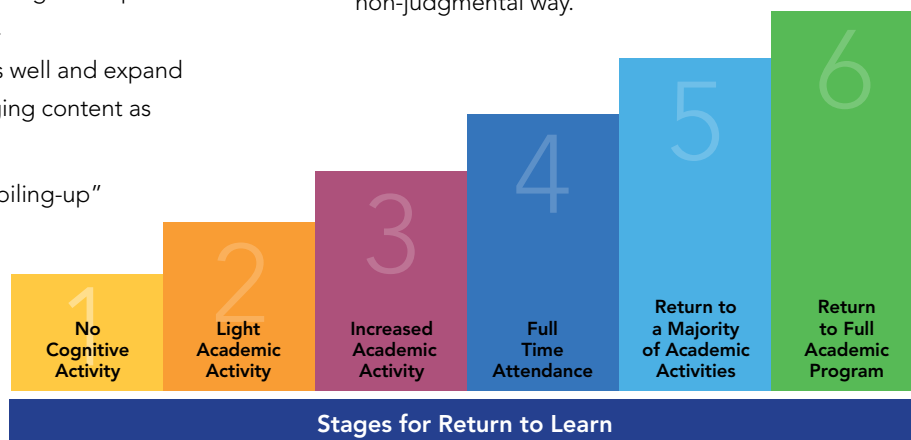 non-judgmental way.
s well and expand
ging content as
piling-up"
1
No
Cognitive
Activity
2
Light
Academic
Activity
3
Increased
Academic
Activity
4
Full
Time
Attendance
5
Return to
a Majority
of Academic
Activities
6
Return
to Full
Academic
Program
Stages for Return to Learn